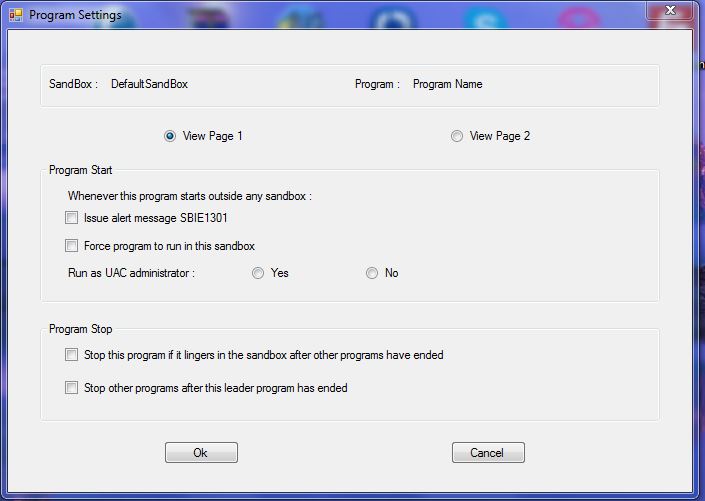 Program Settings
SandBox : DefaultSandBox Program : Program Name
View Page 1 View Page 2
Program Start
Whenever this program starts outside any sandbox :
Issue alert message SBIE1301
Force program to run in this sandbox
Run as UAC administrator : Yes No
Program Stop
Stop this program if it lingers in the sandbox after other programs have ended
Stop other programs after this leader program has ended
Ok Cancel